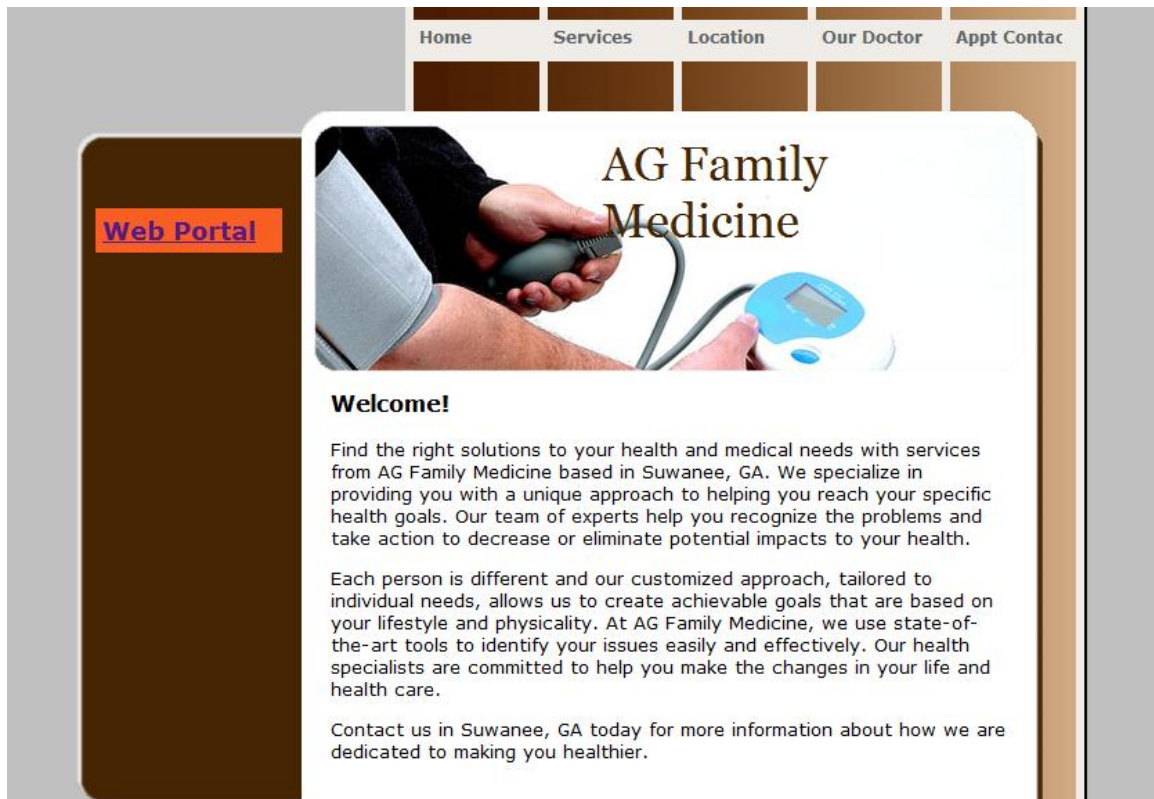 Home Services Location Our Doctor Appt Contac
AG Family
Medicine
Web Portal
Welcome!
Find the right solutions to your health and medical needs with services
from AG Family Medicine based in Suwanee, GA. We specialize in
providing you with a unique approach to helping you reach your specific
health goals. Our team of experts help you recognize the problems and
take action to decrease or eliminate potential impacts to your health.
Each person is different and our customized approach, tailored to
individual needs, allows us to create achievable goals that are based on
your lifestyle and physicality. At AG Family Medicine, we use state-of-
the-art tools to identify your issues easily and effectively. Our health
specialists are committed to help you make the changes in your life and
health care.
Contact us in Suwanee, GA today for more information about how we are
dedicated to making you healthier.